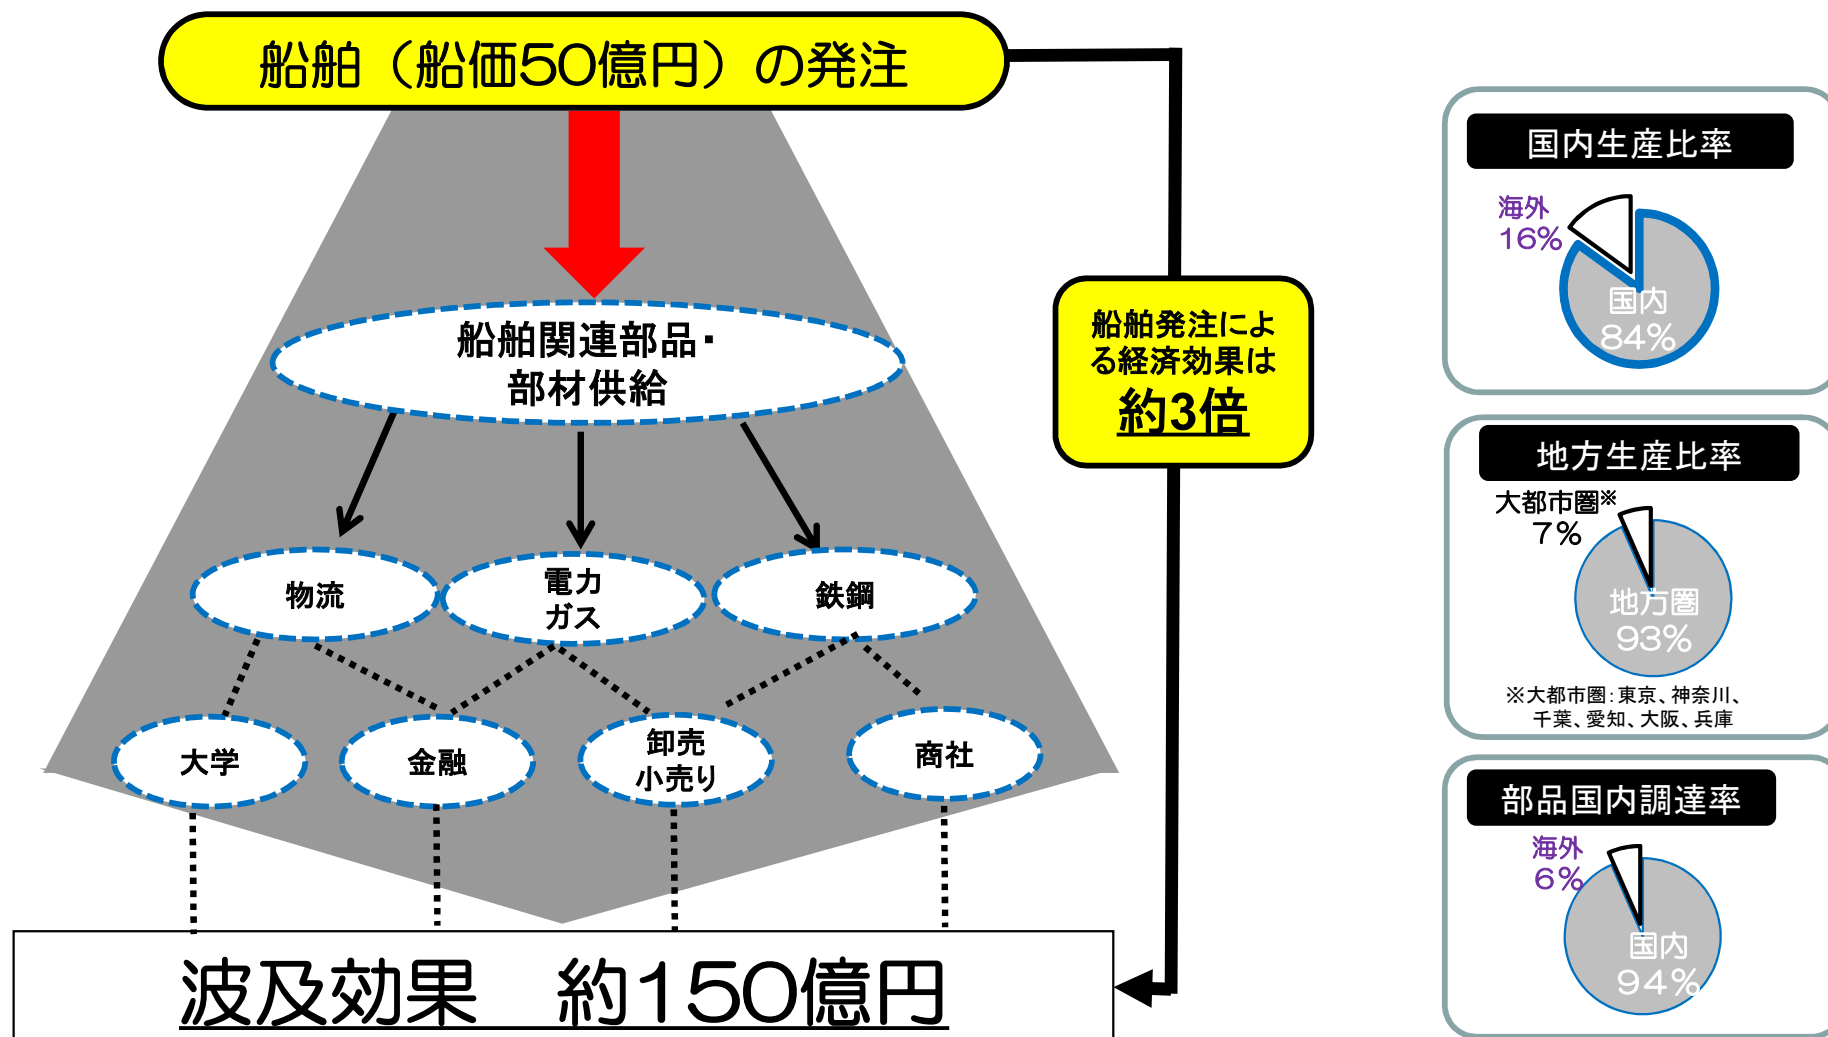 船舶（船価50億円）の発注
船舶関連部品・
部材供給
物流
電力
ガス
鉄鋼
大学
金融
卸売
小売り
商社
波及効果　約150億円
船舶発注によ
る経済効果は
約3倍
国内生産比率
海外
16%
国内
84%
地方生産比率
大都市圏※
7%
地方圏
93%
※大都市圏：東京、神奈川、
千葉、愛知、大阪、兵庫
部品国内調達率
海外
6%
国内
94%